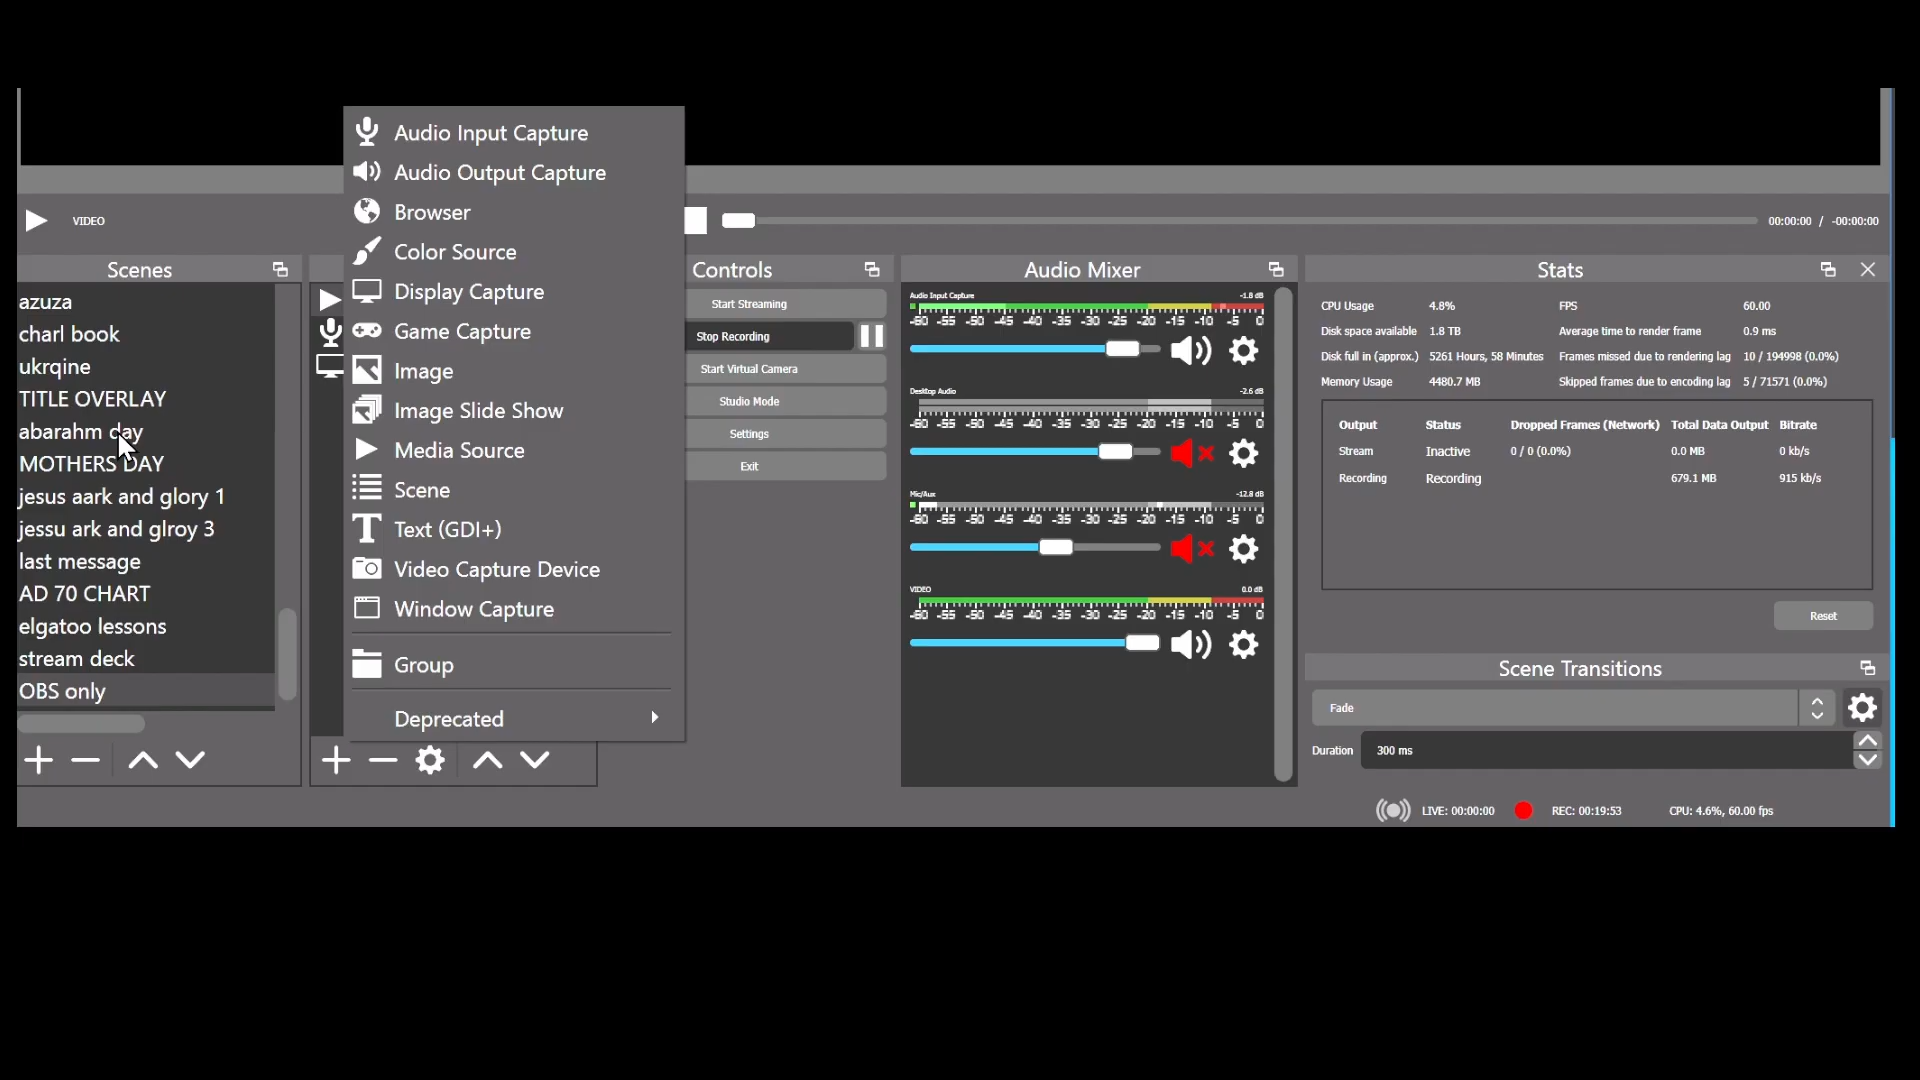 Audio Input Capture
Audio Output Capture
Browser
Color Source
Display Capture
Game Capture
Image
Image Slide Show
Media Source
Scene
Text (GDI+)
Video Capture Device
Window Capture
Group
Deprecated
VIDEO
00:00:00 / -00:00:00
Scenes
azuza
charl book
ukrqine
TITLE OVERLAY
abarahm day
MOTHERS DAY
jesus aark and glory 1
jessu ark and glroy 3
last message
AD 70 CHART
elgatoo lessons
stream deck
OBS only
Controls
Start Streaming
Stop Recording
Start Virtual Camera
Studio Mode
Settings
Exit
Audio Mixer
Audio Input Capture -1.8 dB
-60 -55 -50 -45 -40 -35 -30 -25 -20 -15 -10 -5 0
Desktop Audio -2.6 dB
-60 -55 -50 -45 -40 -35 -30 -25 -20 -15 -10 -5 0
Mic/Aux -12.8 dB
-60 -55 -50 -45 -40 -35 -30 -25 -20 -15 -10 -5 0
VIDEO 0.0 dB
-60 -55 -50 -45 -40 -35 -30 -25 -20 -15 -10 -5 0
Stats
CPU Usage 4.8% FPS 60.00
Disk space available 1.8 TB Average time to render frame 0.9 ms
Disk full in (approx.) 5261 Hours, 58 Minutes Frames missed due to rendering lag 10 / 194998 (0.0%)
Memory Usage 4480.7 MB Skipped frames due to encoding lag 5 / 71571 (0.0%)
Output Status Dropped Frames (Network) Total Data Output Bitrate
Stream Inactive 0 / 0 (0.0%) 0.0 MB 0 kb/s
Recording Recording 679.1 MB 915 kb/s
Reset
Scene Transitions
Fade
Duration 300 ms
LIVE: 00:00:00 REC: 00:19:53 CPU: 4.6%, 60.00 fps